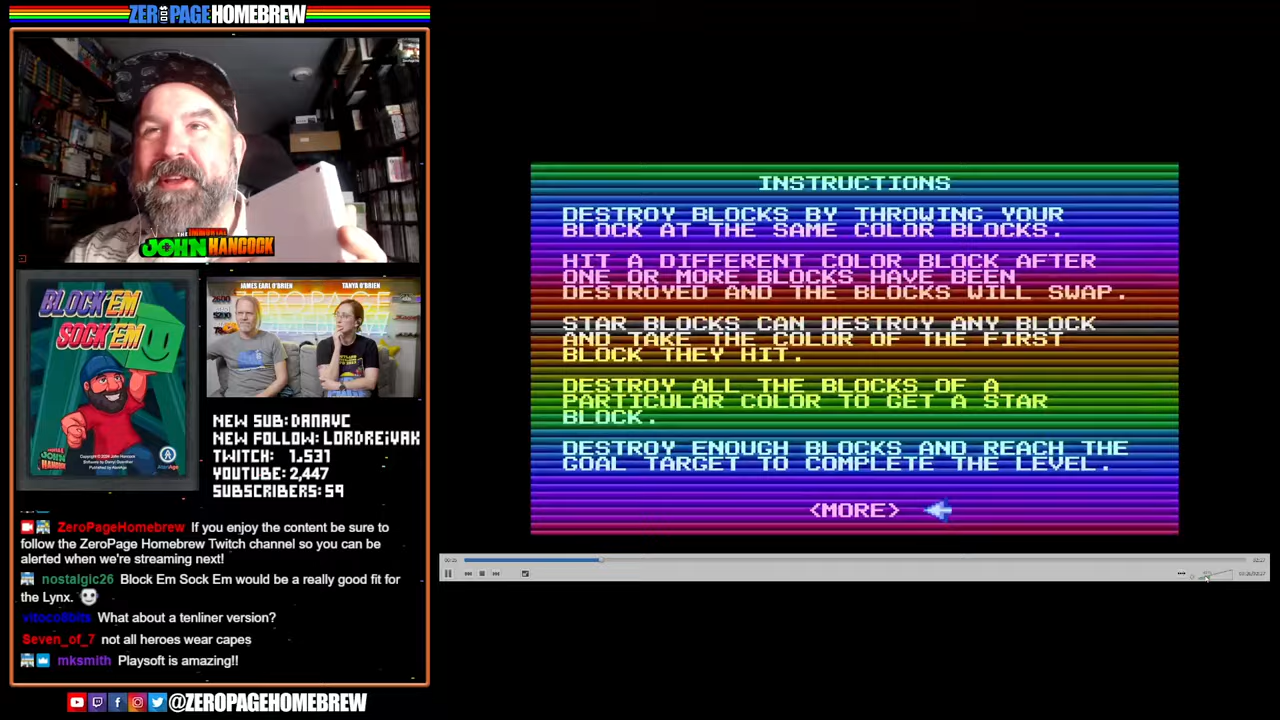 ZEROPAGE HOMEBREW
THE IMMORTAL
JOHN HANCOCK
BLOCK'EM
SOCK'EM
JAMES EARL O'BRIEN
TANYA O'BRIEN
NEW SUB: DANAVC
NEW FOLLOW: LORDREIVAK
TWITCH: 1,531
YOUTUBE: 2,447
SUBSCRIBERS: 59
ZeroPageHomebrew If you enjoy the content be sure to
follow the ZeroPage Homebrew Twitch channel so you can be
alerted when we're streaming next!
nostalgic26 Block Em Sock Em would be a really good fit for
the Lynx.
vitoco8bits What about a tenliner version?
Seven_of_7 not all heroes wear capes
mksmith Playsoft is amazing!!
@ZEROPAGEHOMEBREW
INSTRUCTIONS
DESTROY BLOCKS BY THROWING YOUR
BLOCK AT THE SAME COLOR BLOCKS.
HIT A DIFFERENT COLOR BLOCK AFTER
ONE OR MORE BLOCKS HAVE BEEN
DESTROYED AND THE BLOCKS WILL SWAP.
STAR BLOCKS CAN DESTROY ANY BLOCK
AND TAKE THE COLOR OF THE FIRST
BLOCK THEY HIT.
DESTROY ALL THE BLOCKS OF A
PARTICULAR COLOR TO GET A STAR
BLOCK.
DESTROY ENOUGH BLOCKS AND REACH THE
GOAL TARGET TO COMPLETE THE LEVEL.
<MORE>